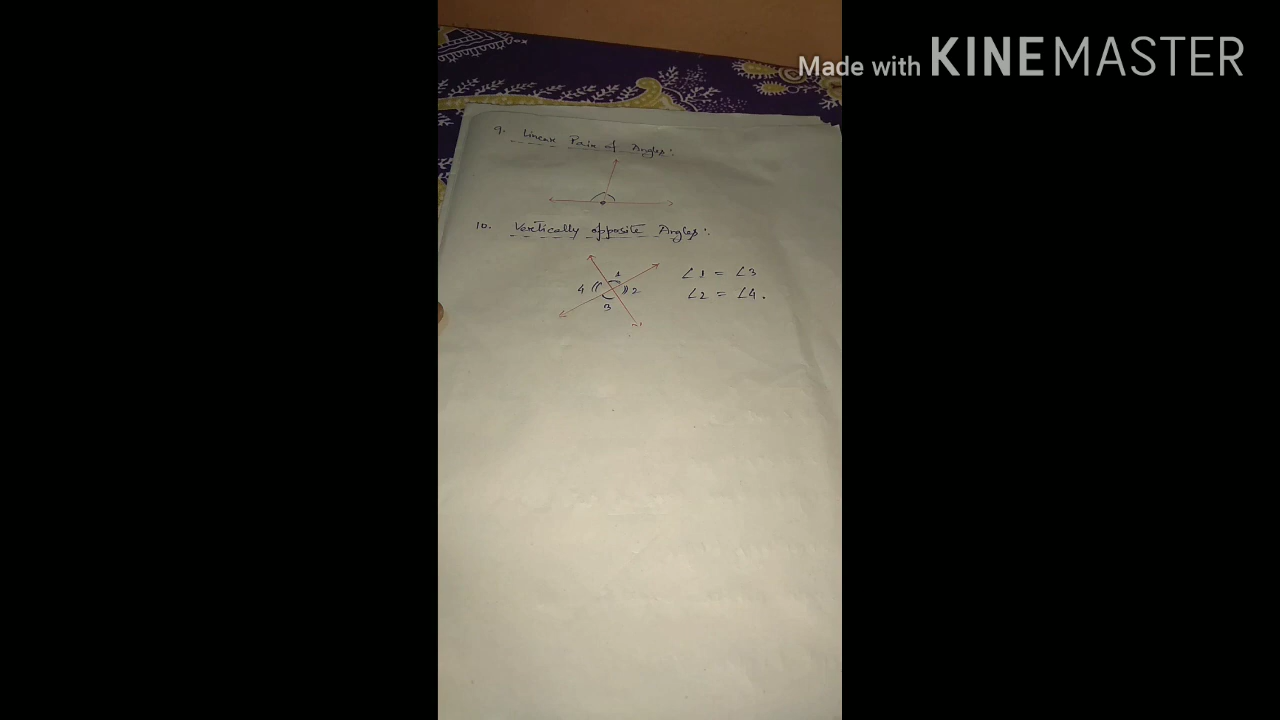 Made with KINEMASTER
9. Linear Pair of Angles:
10. Vertically opposite Angles:
1
4 2
3
∠1 = ∠3
∠2 = ∠4.